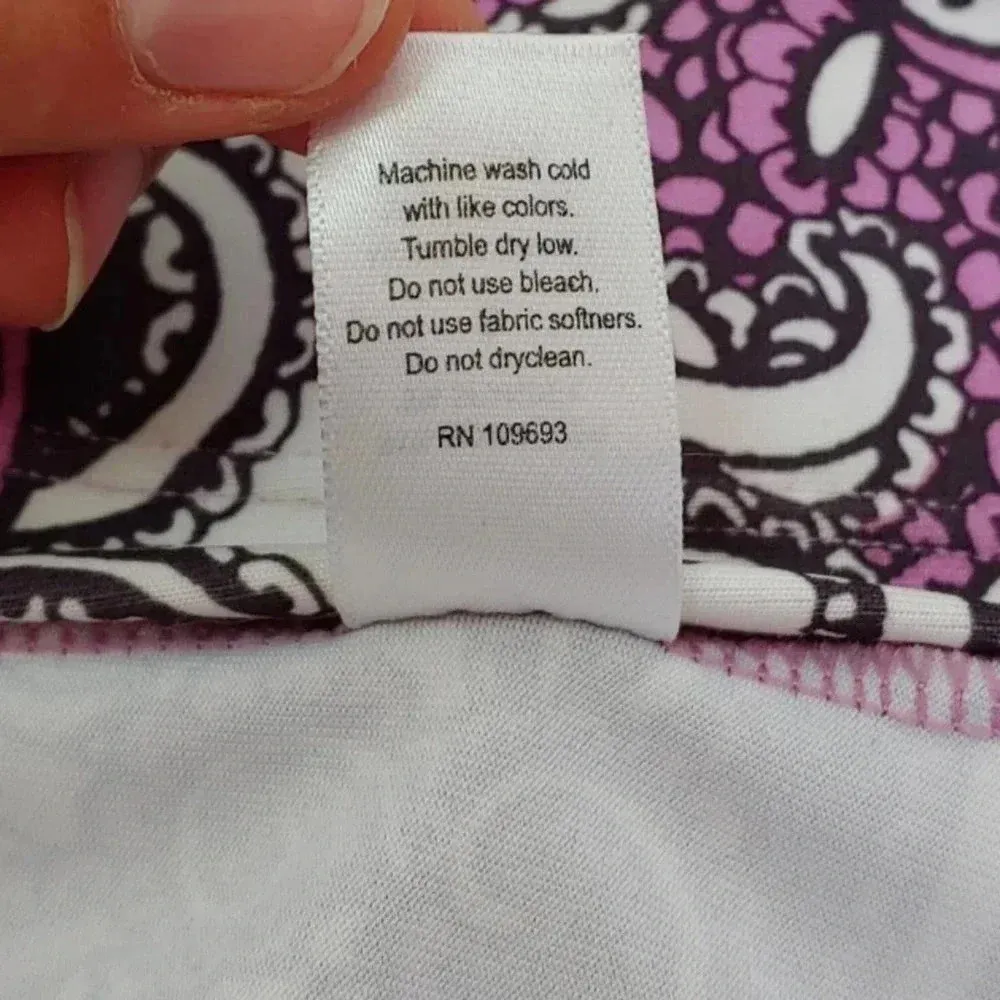 Machine wash cold
with like colors.
Tumble dry low.
Do not use bleach.
Do not use fabric softners.
Do not dryclean.
RN 109693